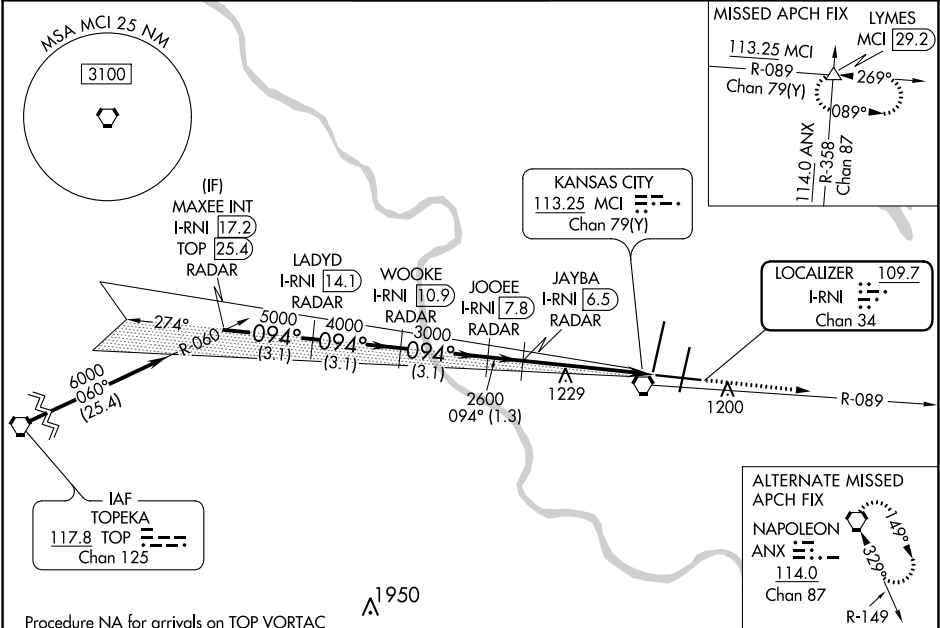 MSA MCI 25 NM
3100
MISSED APCH FIX
LYMES
MCI 29.2
113.25 MCI
R-089
Chan 79(Y)
269°
089°
114.0 ANX
R-358
Chan 87
(IF)
MAXEE INT
I-RNI 17.2
TOP 25.4
RADAR
LADYD
I-RNI 14.1
RADAR
WOOKE
I-RNI 10.9
RADAR
JOOEE
I-RNI 7.8
RADAR
JAYBA
I-RNI 6.5
RADAR
KANSAS CITY
113.25 MCI
Chan 79(Y)
LOCALIZER 109.7
I-RNI
Chan 34
274°
R-060
5000
094°
(3.1)
4000
094°
(3.1)
3000
094°
(3.1)
2600
094° (1.3)
1229
1200
R-089
6000
060°
(25.4)
IAF
TOPEKA
117.8 TOP
Chan 125
ALTERNATE MISSED
APCH FIX
NAPOLEON
ANX
114.0
Chan 87
149°
329°
R-149
1950
Procedure NA for arrivals on TOP VORTAC